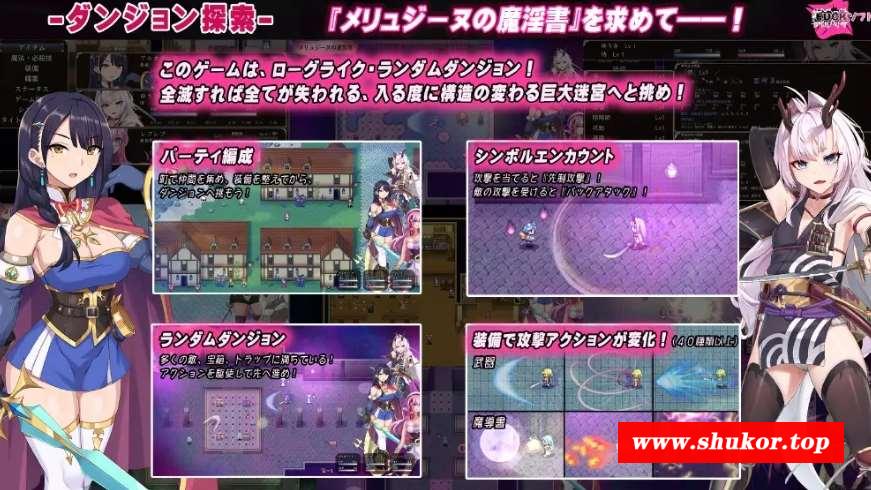 -ダンジョン探索-
『メリュジーヌの魔淫書』を求めて――！
このゲームは、ローグライク・ランダムダンジョン！
全滅すれば全てが失われる、入る度に構造の変わる巨大迷宮へと挑め！
パーティ編成
町で仲間を集め、装備を整えてから、
ダンジョンへ挑もう！
シンボルエンカウント
攻撃を当てると『先制攻撃』！
敵の攻撃を受けると『バックアタック』！
ランダムダンジョン
多くの敵、宝箱、トラップに満ちている！
アクションを駆使して先へ進め！
装備で攻撃アクションが変化！(40種類以上)
武器
魔導書
www.shukor.top